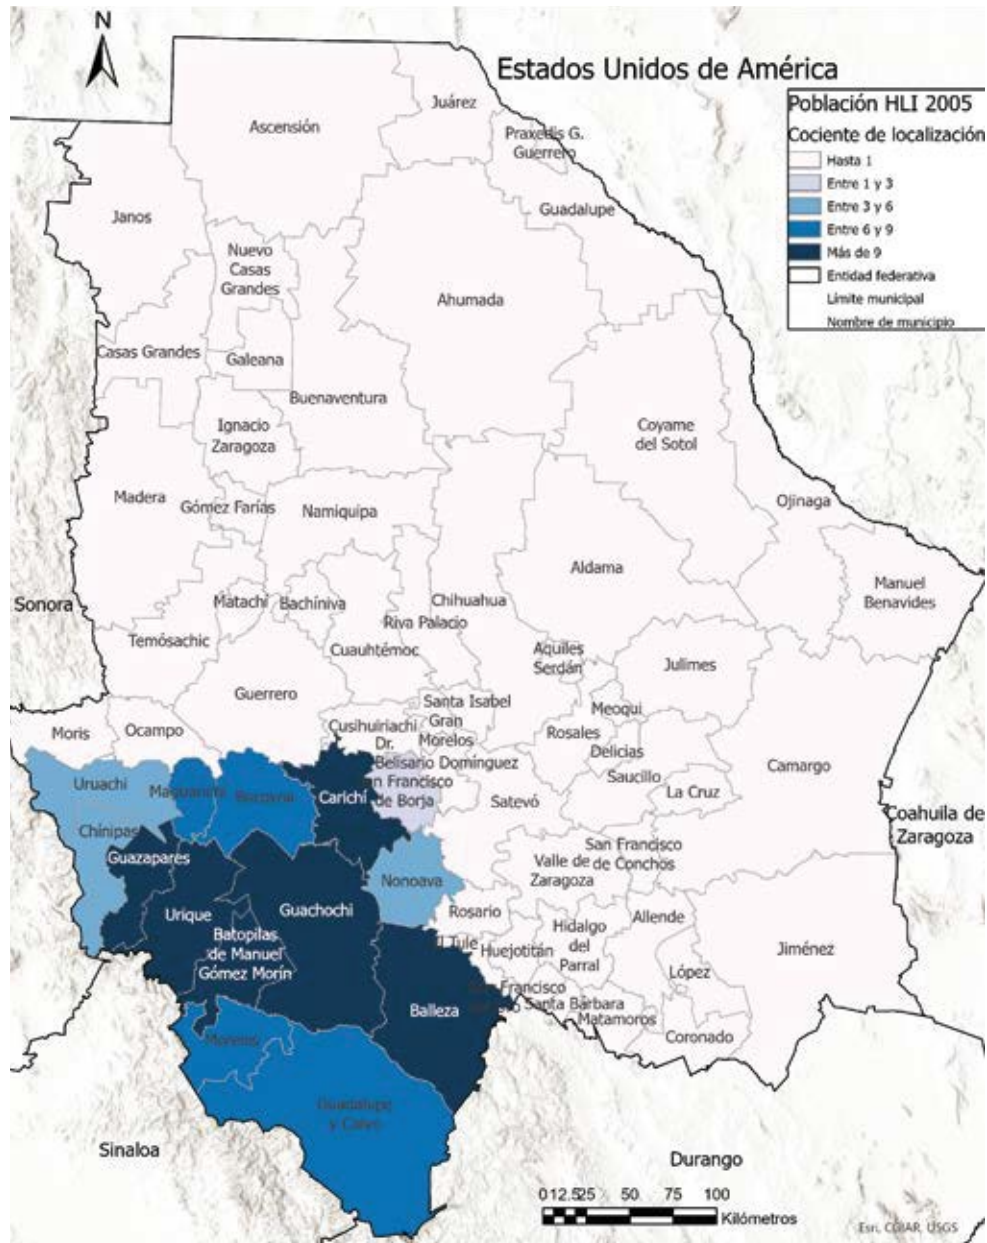 N
Estados Unidos de América
Población HLI 2005
Cociente de localización
Hasta 1
Entre 1 y 3
Entre 3 y 6
Entre 6 y 9
Más de 9
Entidad federativa
Límite municipal
Nombre de municipio
Juárez
Ascensión
Praxedis G.
Guerrero
Guadalupe
Janos
Nuevo
Casas
Grandes
Ahumada
Casas Grandes
Galeana
Buenaventura
Ignacio
Zaragoza
Coyame
del Sotol
Madera
Gómez Farías
Namiquipa
Ojinaga
Aldama
Manuel
Benavides
Sonora
Matachí
Bachíniva
Chihuahua
Riva Palacio
Temósachic
Cuauhtémoc
Aquiles
Serdán
Julimes
Guerrero
Santa Isabel
Meoqui
Moris
Ocampo
Cusihuiriachi
Gran
Morelos
Rosales
Dr.
Belisario Domínguez
Delicias
Camargo
Uruachi
Maguarichi
Bocoyna
Carichí
n Francisco
de Borja
Saucillo
La Cruz
Satevó
Coahuila de
Zaragoza
Chínipas
Guazapares
San Francisco
de Conchos
Valle de
Zaragoza
Nonoava
Urique
Guachochi
Rosario
Allende
Batopilas
de Manuel
Gómez Morín
l Tule
Huejotitán
Hidalgo
del
Parral
Jiménez
López
Francisco
Balleza
Santa Bárbara
Matamoros
Coronado
Morelos
Guadalupe
y Calvo
Sinaloa
Durango
0 12.5 25 50 75 100
Kilómetros
Esri, CGIAR, USGS